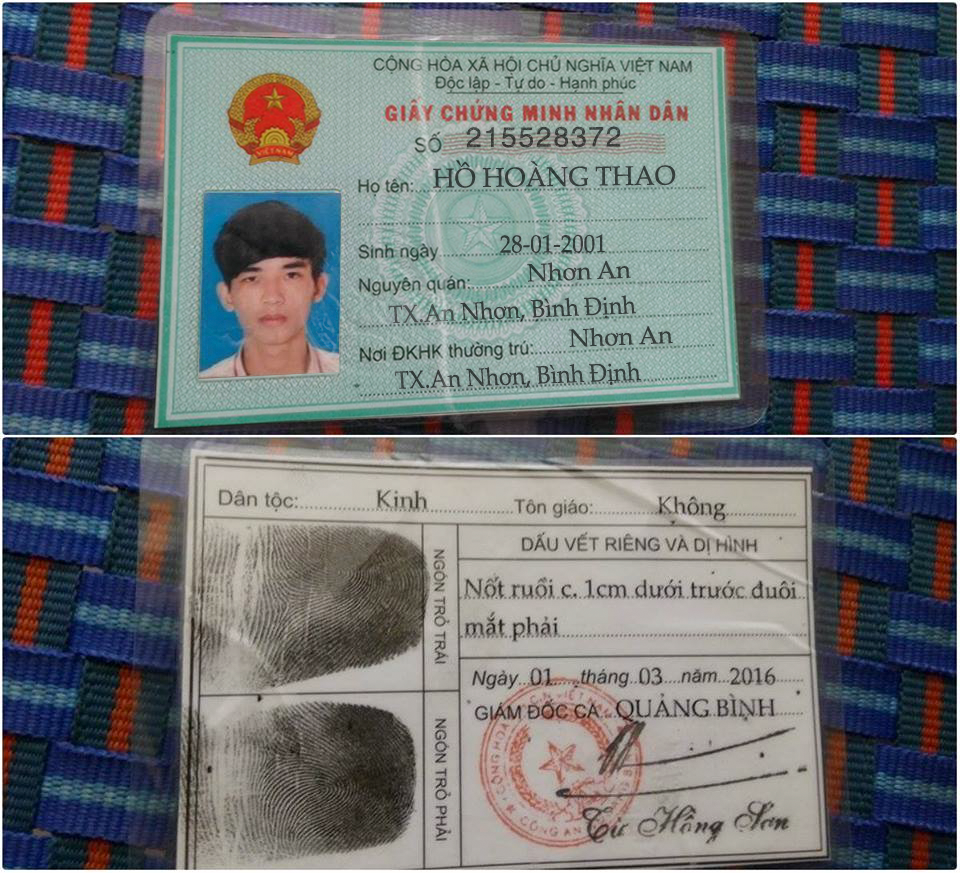 CỘNG HÒA XÃ HỘI CHỦ NGHĨA VIỆT NAM
Độc lập - Tự do - Hạnh phúc
GIẤY CHỨNG MINH NHÂN DÂN
SỐ 215528372
Họ tên: HỒ HOÀNG THAO
Sinh ngày 28-01-2001
Nguyên quán: Nhơn An
TX.An Nhơn, Bình Định
Nơi ĐKHK thường trú: Nhơn An
TX.An Nhơn, Bình Định
VIỆT NAM
Dân tộc: Kinh Tôn giáo: Không
NGÓN TRỎ TRÁI
NGÓN TRỎ PHẢI
DẤU VẾT RIÊNG VÀ DỊ HÌNH
Nốt ruồi c. 1cm dưới trước đuôi
mắt phải
Ngày 01 tháng 03 năm 2016
GIÁM ĐỐC CA QUẢNG BÌNH
Từ Hồng Sơn